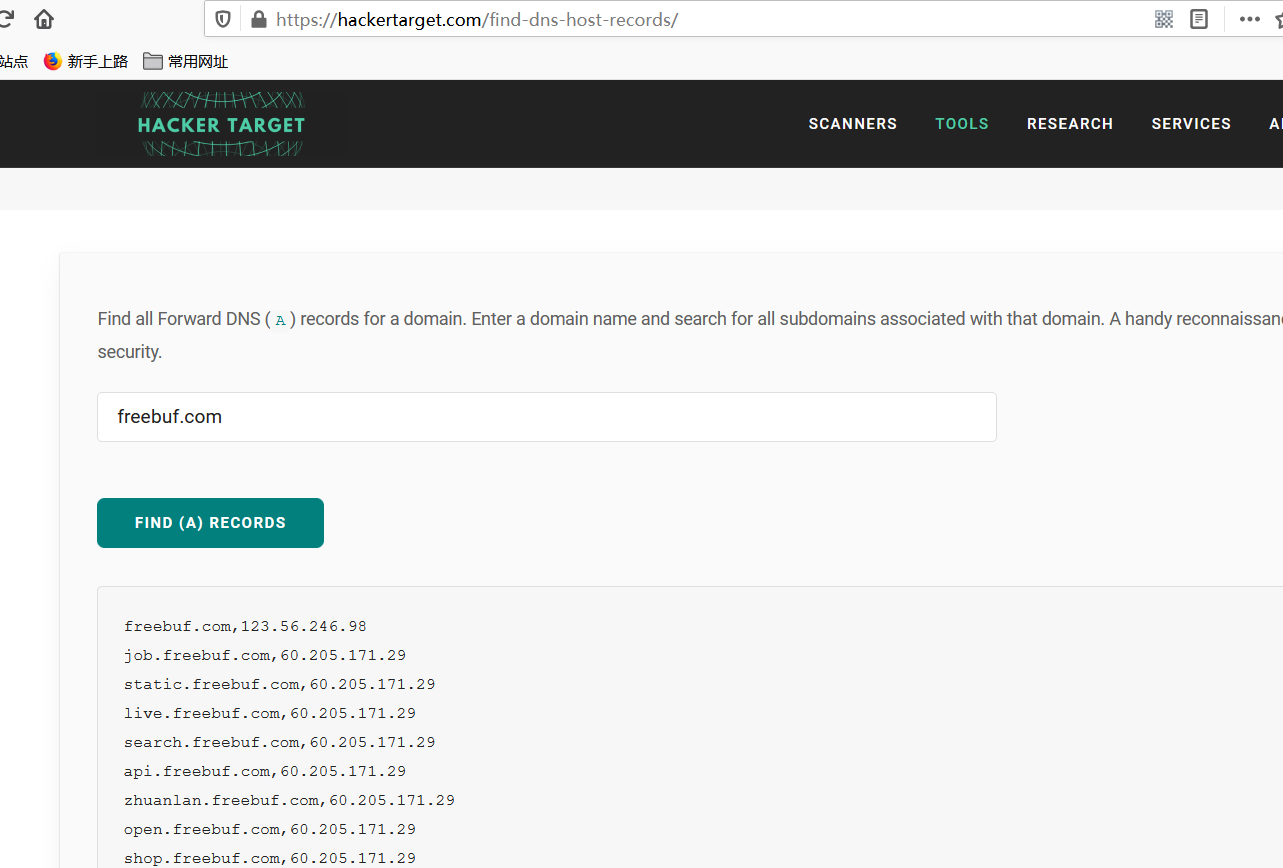 https://hackertarget.com/find-dns-host-records/
站点 新手上路 常用网址
HACKER TARGET
SCANNERS TOOLS RESEARCH SERVICES
Find all Forward DNS ( A ) records for a domain. Enter a domain name and search for all subdomains associated with that domain. A handy reconnaissan
security.
freebuf.com
FIND (A) RECORDS
freebuf.com,123.56.246.98
job.freebuf.com,60.205.171.29
static.freebuf.com,60.205.171.29
live.freebuf.com,60.205.171.29
search.freebuf.com,60.205.171.29
api.freebuf.com,60.205.171.29
zhuanlan.freebuf.com,60.205.171.29
open.freebuf.com,60.205.171.29
shop.freebuf.com,60.205.171.29